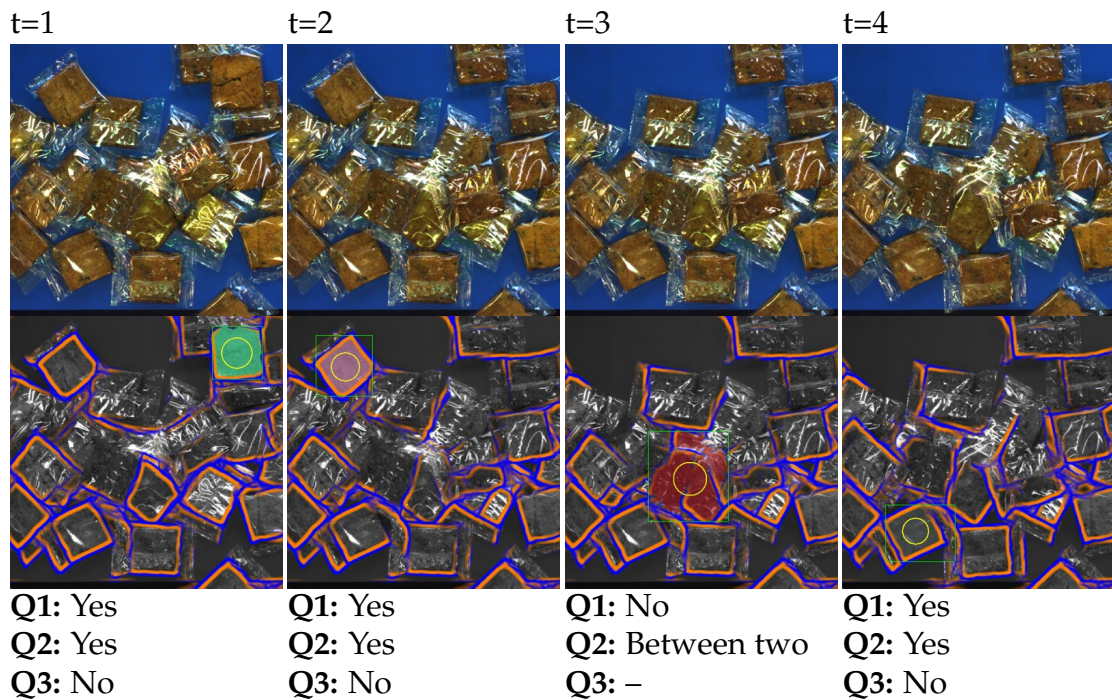 t=1 t=2 t=3 t=4
Q1: Yes Q1: Yes Q1: No Q1: Yes
Q2: Yes Q2: Yes Q2: Between two Q2: Yes
Q3: No Q3: No Q3: – Q3: No